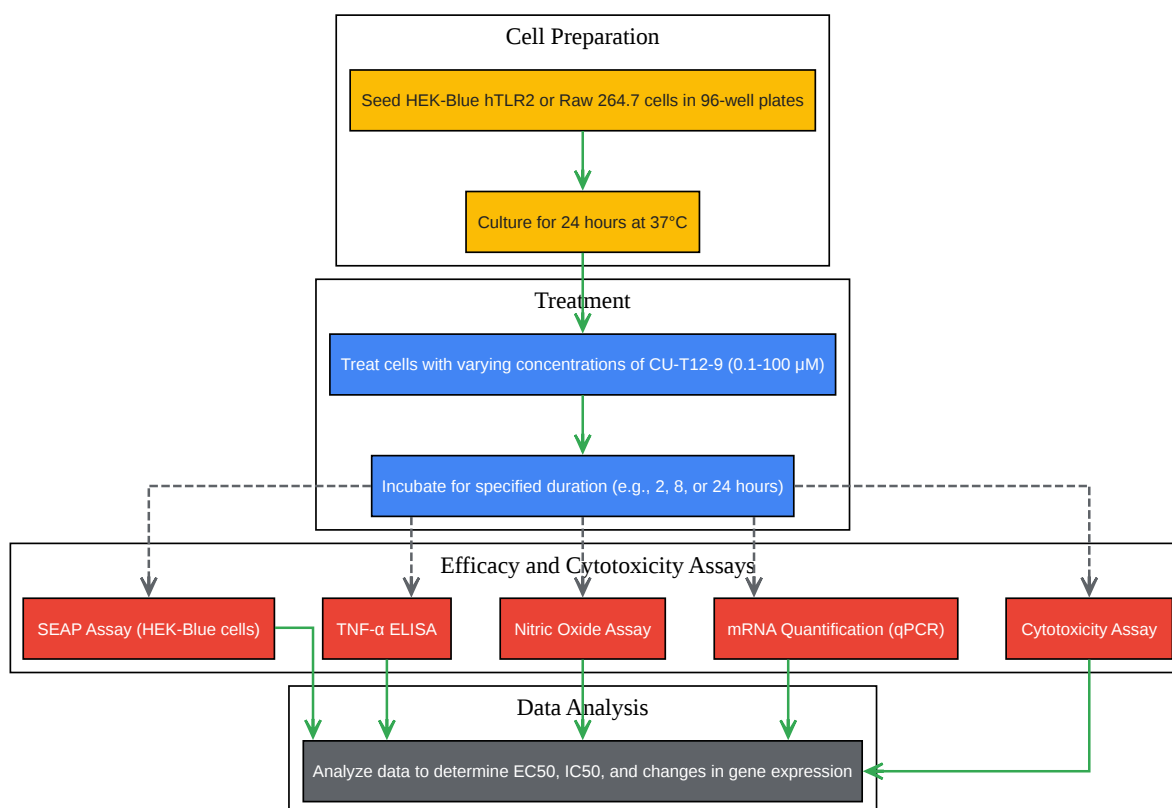 Cell Preparation
Seed HEK-Blue hTLR2 or Raw 264.7 cells in 96-well plates
Culture for 24 hours at 37°C
Treatment
Treat cells with varying concentrations of CU-T12-9 (0.1-100 μM)
Incubate for specified duration (e.g., 2, 8, or 24 hours)
Efficacy and Cytotoxicity Assays
SEAP Assay (HEK-Blue cells)
TNF-α ELISA
Nitric Oxide Assay
mRNA Quantification (qPCR)
Cytotoxicity Assay
Data Analysis
Analyze data to determine EC50, IC50, and changes in gene expression